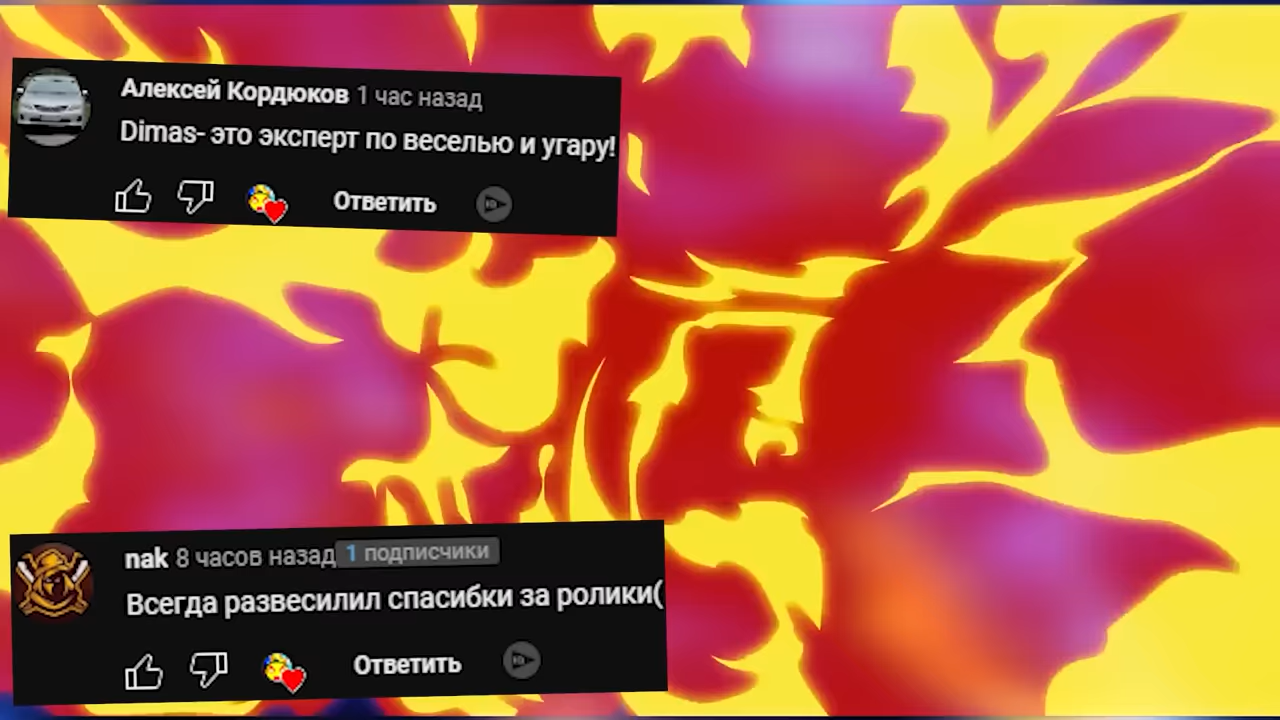 Алексей Кордюков 1 час назад
Dimas- это эксперт по веселью и угару!
Ответить
nak 8 часов назад 1 подписчики
Всегда развесилил спасибки за ролики(
Ответить